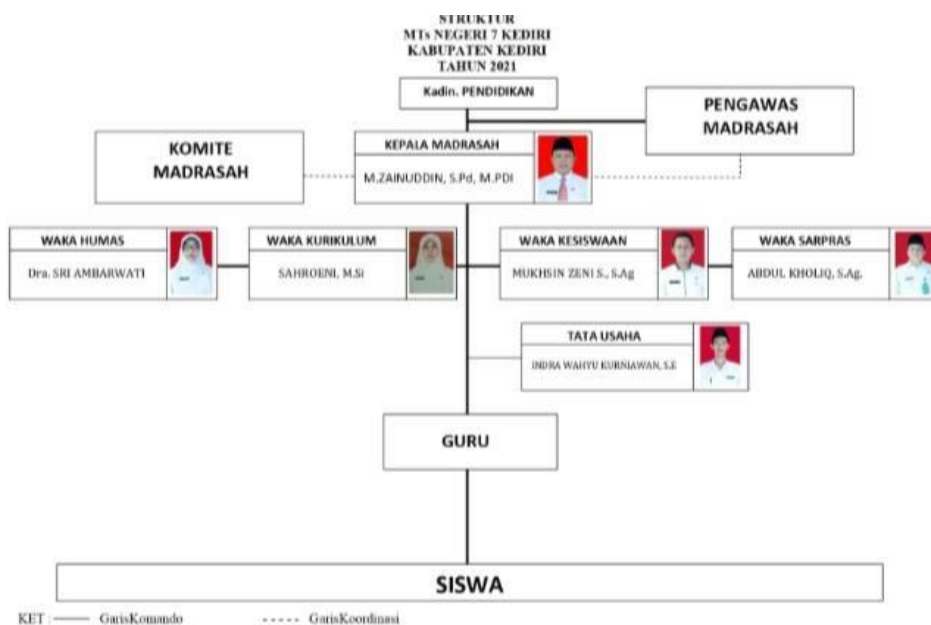 STRUKTUR
MTs NEGERI 7 KEDIRI
KABUPATEN KEDIRI
TAHUN 2021
Kadin. PENDIDIKAN
PENGAWAS
MADRASAH
KOMITE
MADRASAH
KEPALA MADRASAH
M.ZAINUDDIN, S.Pd, M.PDI
WAKA HUMAS
Dra. SRI AMBARWATI
WAKA KURIKULUM
SAHROENI, M.Si
WAKA KESISWAAN
MUKHSIN ZENI S., S.Ag
WAKA SARPRAS
ABDUL KHOLIQ, S.Ag.
TATA USAHA
INDRA WAHYU KURNIAWAN, S.E
GURU
SISWA
KET : GarisKomando GarisKoordinasi